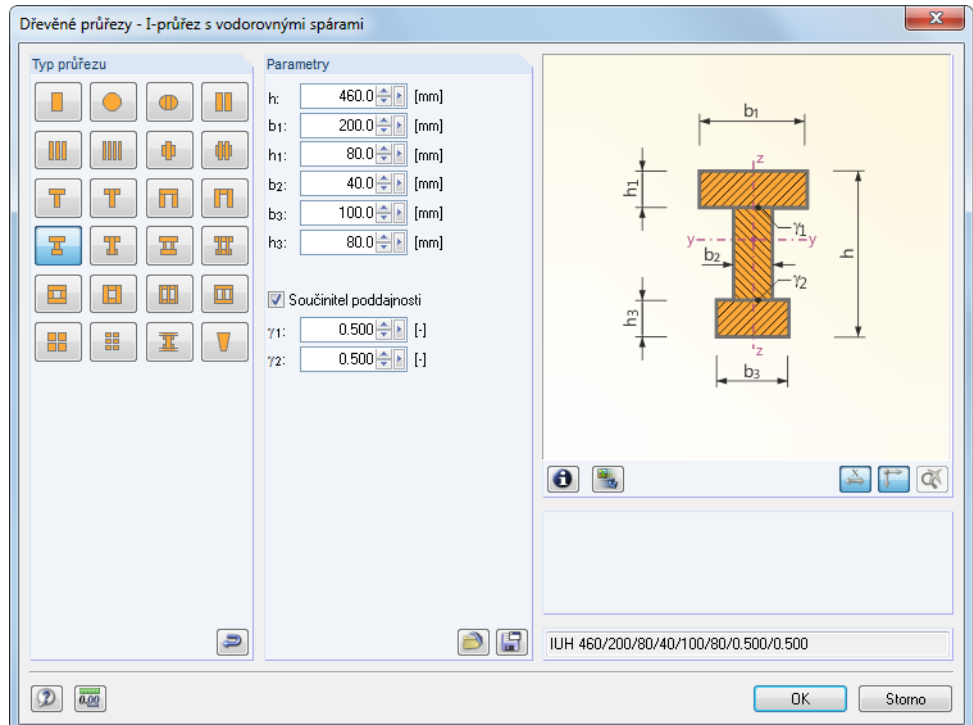 Dřevěné průřezy - I-průřez s vodorovnými spárami
Typ průřezu
Parametry
h: 460.0 [mm]
b1: 200.0 [mm]
h1: 80.0 [mm]
b2: 40.0 [mm]
b3: 100.0 [mm]
h3: 80.0 [mm]
Součinitel poddajnosti
γ1: 0.500 [-]
γ2: 0.500 [-]
b1
z
h1
γ1
y
y
h
b2
γ2
h3
z
b3
x
IUH 460/200/80/40/100/80/0.500/0.500
0.00
OK
Storno